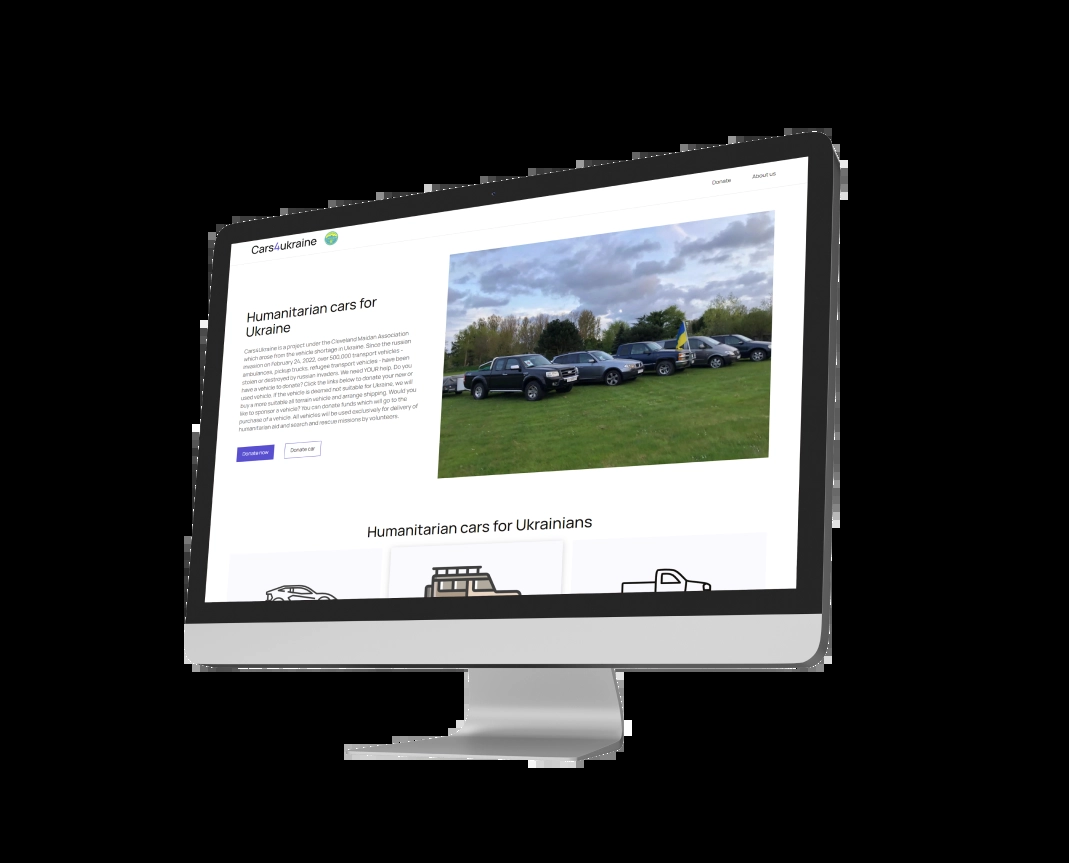 Donate About us
Cars4ukraine
Humanitarian cars for
Ukraine
Cars4Ukraine is a project under the Cleveland Maidan Association
which arose from the vehicle shortage in Ukraine. Since the russian
invasion on February 24, 2022, over 500,000 transport vehicles -
ambulances, pickup trucks, refugee transport vehicles - have been
stolen or destroyed by russian invaders. We need YOUR help. Do you
have a vehicle to donate? Click the links below to donate your new or
used vehicle. If the vehicle is deemed not suitable for Ukraine, we will
buy a more suitable all terrain vehicle and arrange shipping. Would you
like to sponsor a vehicle? You can donate funds which will go to the
purchase of a vehicle. All vehicles will be used exclusively for delivery of
humanitarian aid and search and rescue missions by volunteers.
Donate now Donate car
Humanitarian cars for Ukrainians